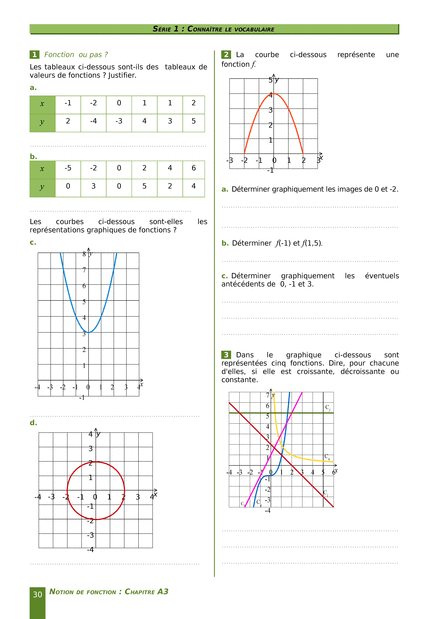 SÉRIE 1 : CONNAÎTRE LE VOCABULAIRE
1 Fonction ou pas ?
Les tableaux ci-dessous sont-ils des tableaux de
valeurs de fonctions ? Justifier.
a.
x -1 -2 0 1 1 2
y 2 -4 -3 4 3 5
b.
x -5 -2 0 2 4 6
y 0 3 0 5 2 4
Les courbes ci-dessous sont-elles les
représentations graphiques de fonctions ?
c.
8 y
7
6
5
4
3
2
1
-4 -3 -2 -1 0 1 2 3 4 x
-1
d.
4 y
3
2
1
-4 -3 -2 -1 0 1 2 3 4 x
-1
-2
-3
-4
2 La courbe ci-dessous représente une
fonction f.
5 y
4
3
2
1
-3 -2 -1 0 1 2 3 x
-1
a. Déterminer graphiquement les images de 0 et -2.
b. Déterminer f(-1) et f(1,5).
c. Déterminer graphiquement les éventuels
antécédents de 0, -1 et 3.
3 Dans le graphique ci-dessous sont
représentées cinq fonctions. Dire, pour chacune
d'elles, si elle est croissante, décroissante ou
constante.
7 y
6
5
4
3
2
1
-4 -3 -2 -1 0 1 2 3 4 5 6 x
-2
-3
-4
30 NOTION DE FONCTION : CHAPITRE A3